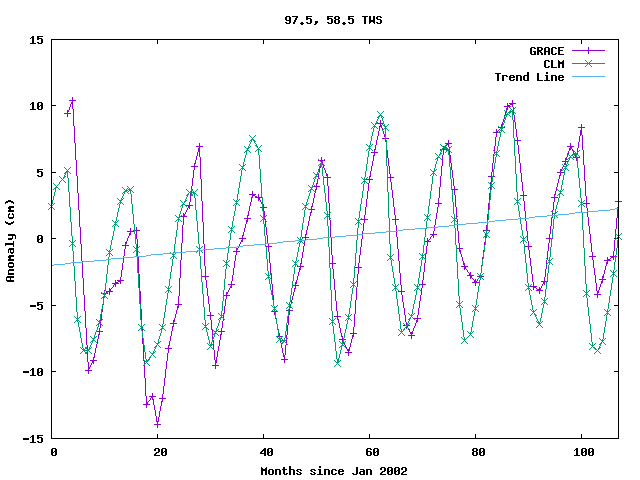 97.5, 58.5 TWS
GRACE
CLM
Trend Line
15
10
5
0
-5
-10
-15
Anomaly (cm)
0 20 40 60 80 100
Months since Jan 2002